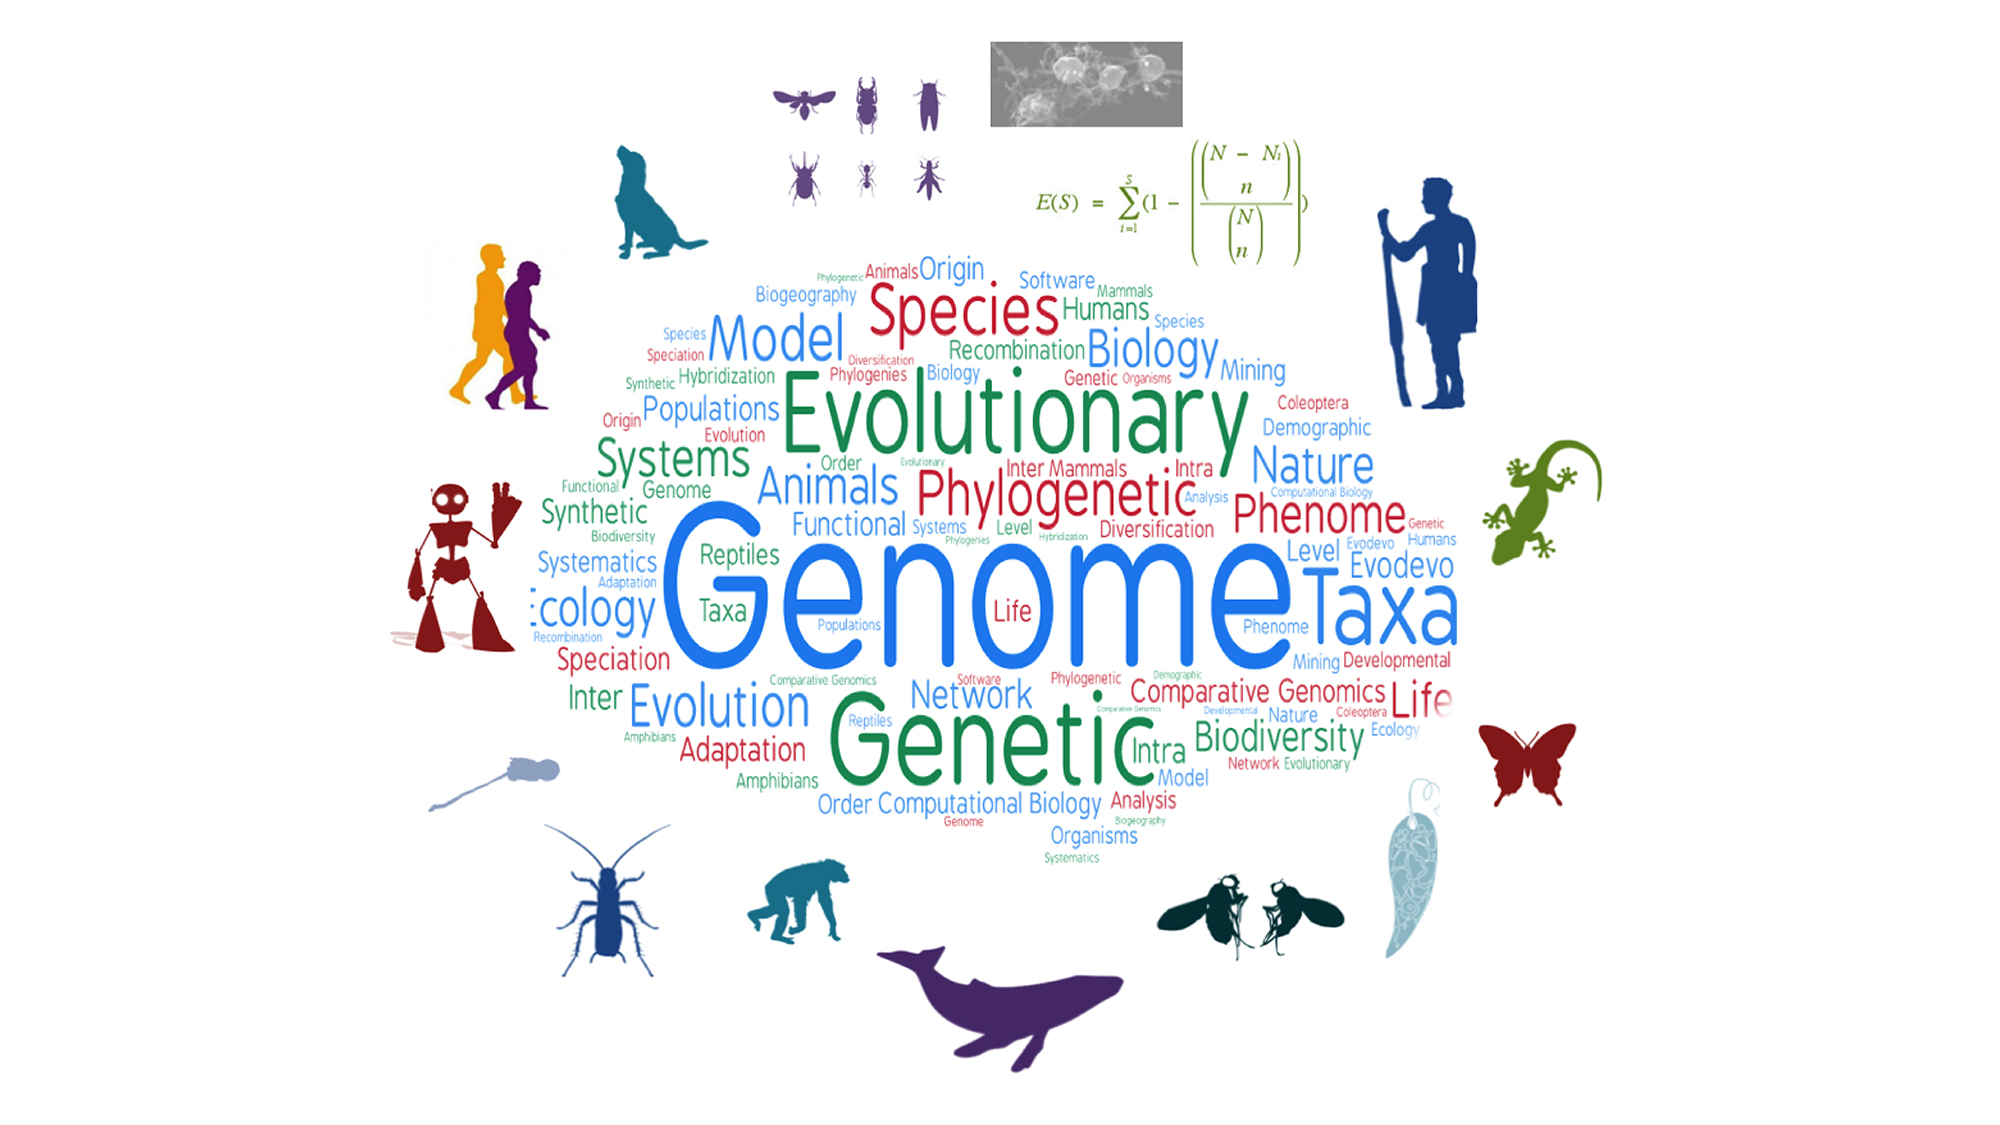 E(S) = S ∑ i=1 (1 − ((N − Nᵢ) n) / (N n))
Phylogenetic Animals Origin
Software
Biogeography Species Humans Mammals
Species Model Species
Speciation Diversification Recombination Biology Mining
Synthetic Hybridization Phylogenies Biology Genetic Organisms
Origin Populations Evolutionary Coleoptera
Evolution Demographic
Systems Order Evolutionary Inter Mammals Intra Nature
Functional Genome Animals Phylogenetic Analysis Computational Biology
Synthetic Functional Systems Level Diversification Phenome Genetic
Biodiversity Phylogenies Hybridization Level Evodevo Humans
Systematics Reptiles Evodevo
Adaptation Genome
Ecology Taxa Populations Life Phenome Taxa
Recombination
Speciation Mining Developmental
Comparative Genomics Software Phylogenetic Demographic
Inter Evolution Network Comparative Genomics Life
Reptiles Genetic Comparative Genomics Developmental Nature Coleoptera
Amphibians Adaptation Intra Biodiversity Ecology
Amphibians Model Network Evolutionary
Order Computational Biology Analysis
Genome Biogeography
Organisms
Systematics